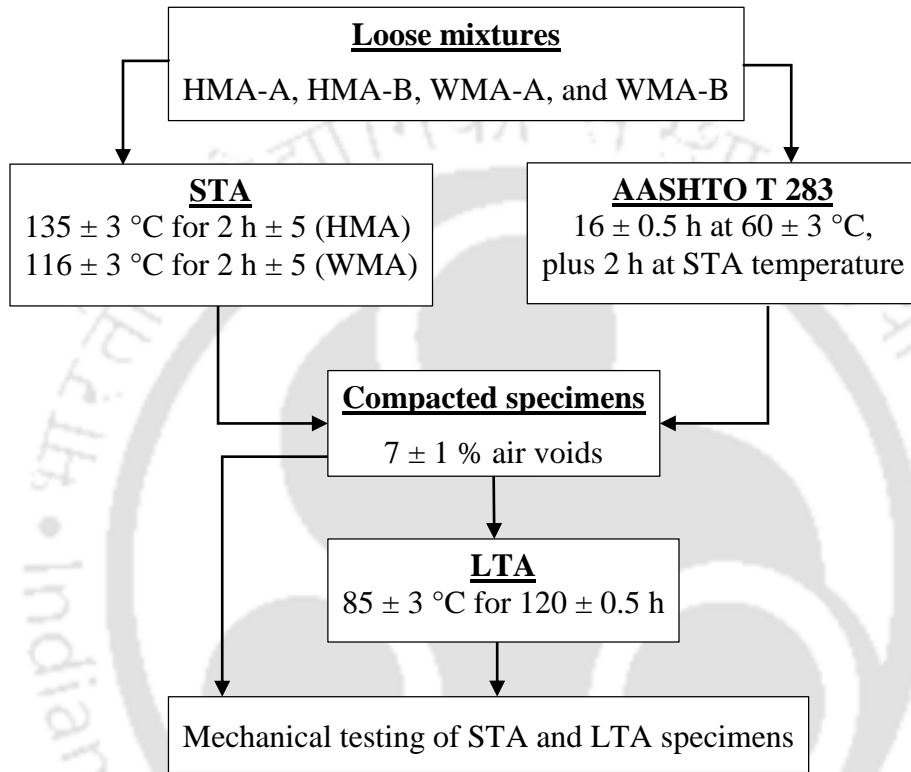 Loose mixtures
HMA-A, HMA-B, WMA-A, and WMA-B
STA
135 ± 3 °C for 2 h ± 5 (HMA)
116 ± 3 °C for 2 h ± 5 (WMA)
AASHTO T 283
16 ± 0.5 h at 60 ± 3 °C,
plus 2 h at STA temperature
Compacted specimens
7 ± 1 % air voids
LTA
85 ± 3 °C for 120 ± 0.5 h
Mechanical testing of STA and LTA specimens
Indian